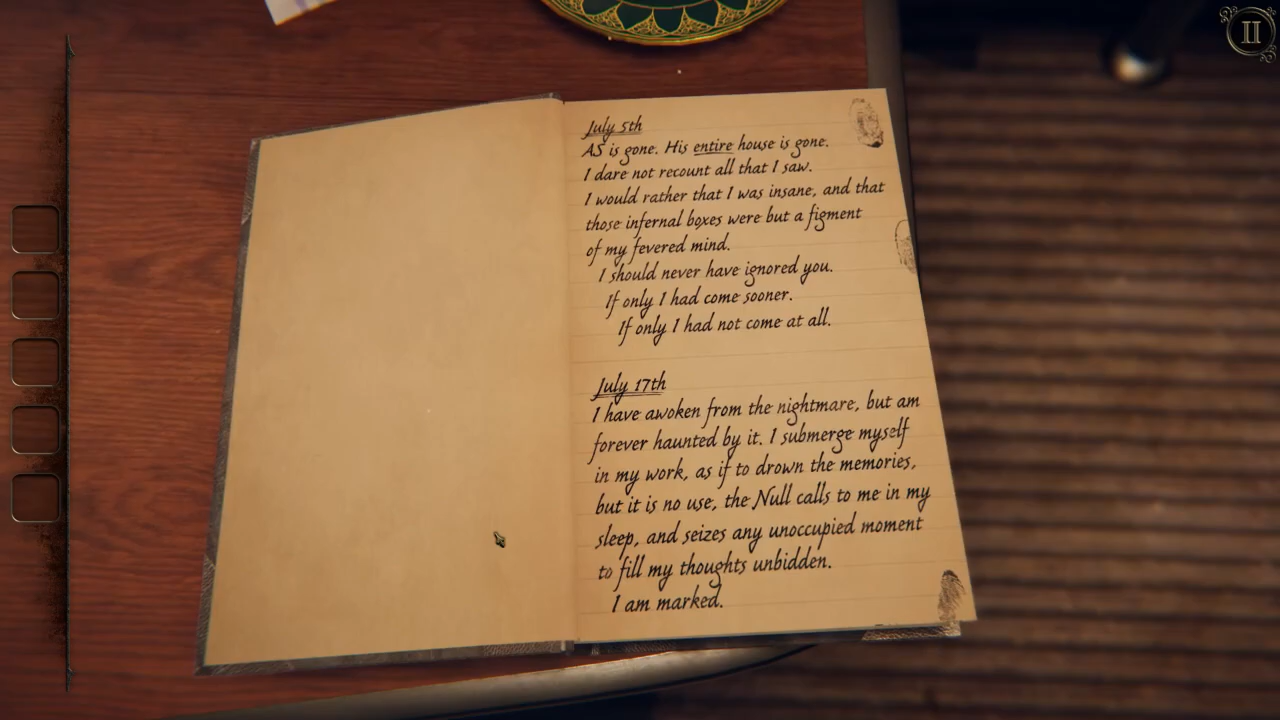 II
July 5th
AS is gone. His entire house is gone.
I dare not recount all that I saw.
I would rather that I was insane, and that
those infernal boxes were but a figment
of my fevered mind.
I should never have ignored you.
If only I had come sooner.
If only I had not come at all.
July 17th
I have awoken from the nightmare, but am
forever haunted by it. I submerge myself
in my work, as if to drown the memories,
but it is no use, the Null calls to me in my
sleep, and seizes any unoccupied moment
to fill my thoughts unbidden.
I am marked.